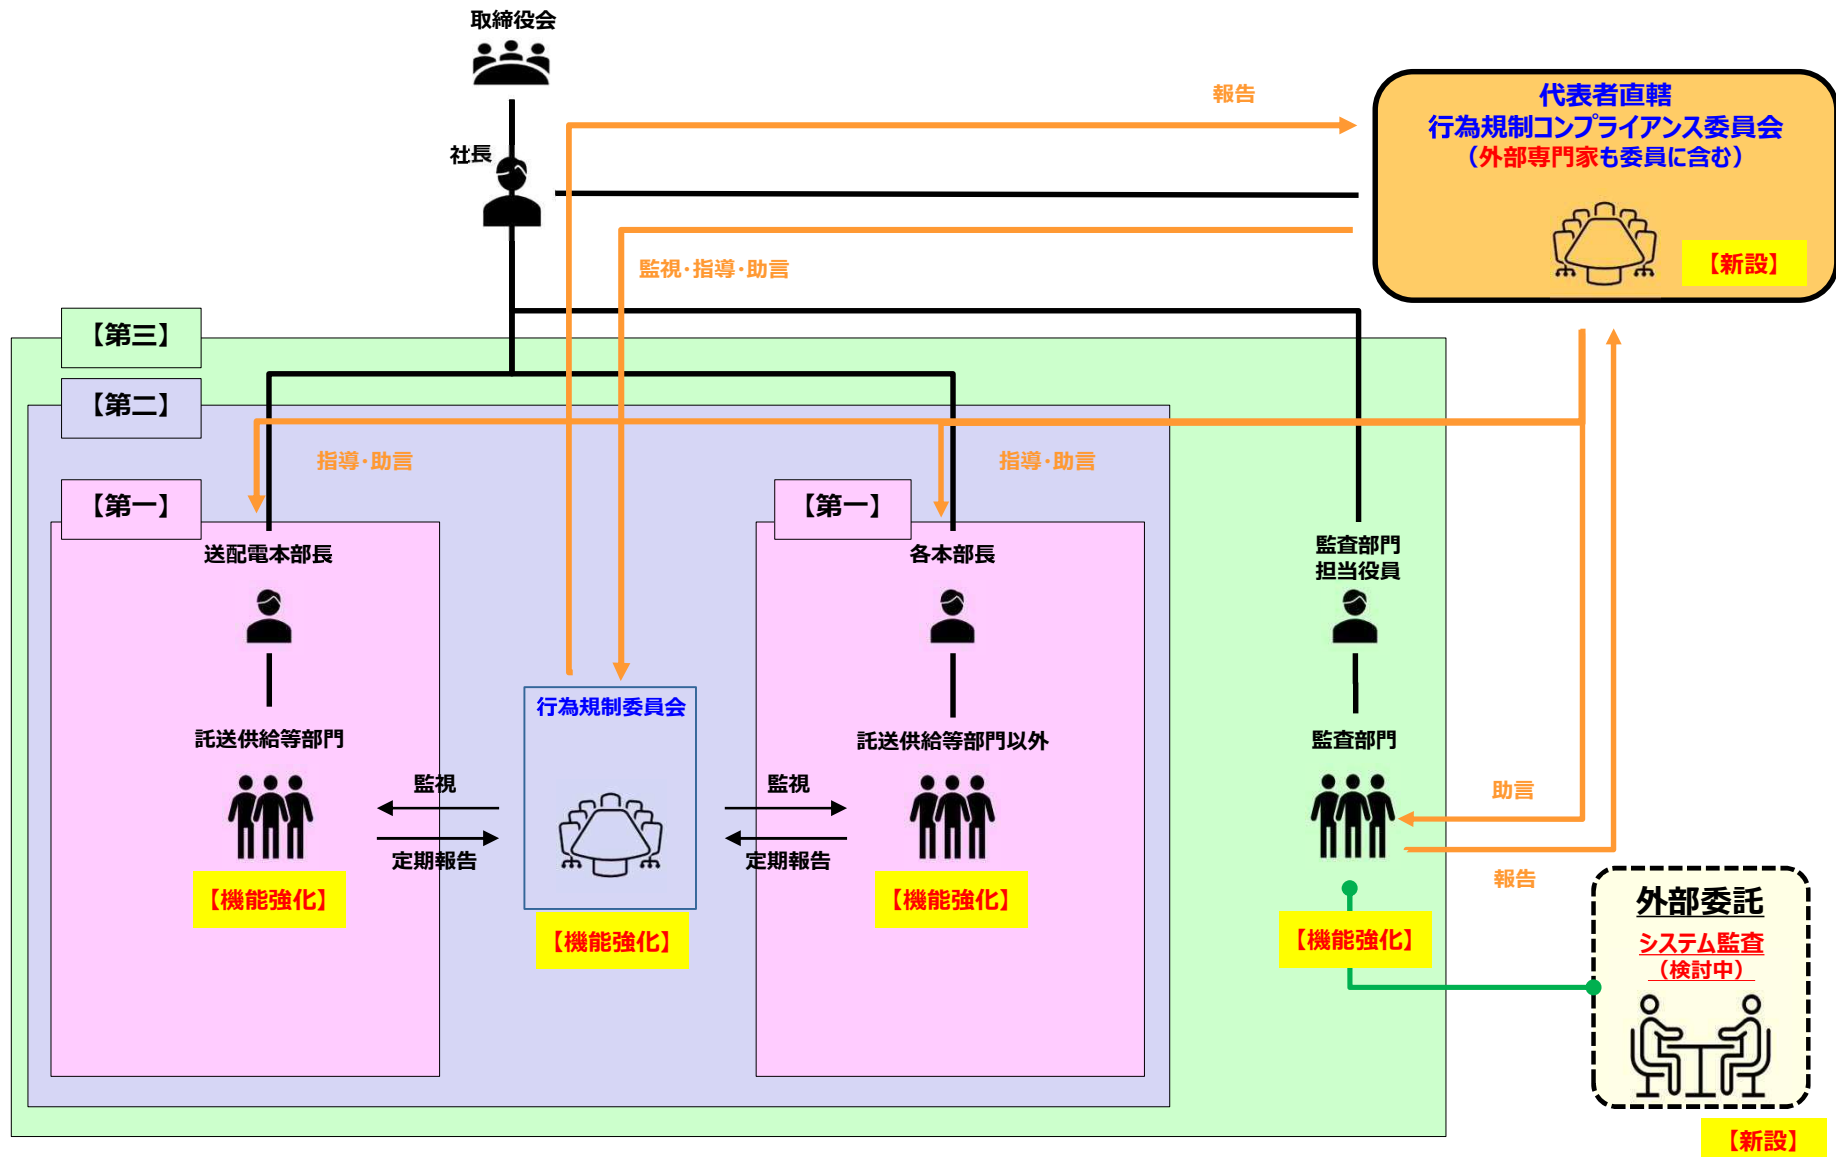 取締役会
社長
報告
代表者直轄
行為規制コンプライアンス委員会
(外部専門家も委員に含む)
【新設】
監視・指導・助言
【第三】
【第二】
指導・助言
指導・助言
【第一】
【第一】
送配電本部長
各本部長
監査部門
担当役員
行為規制委員会
託送供給等部門
託送供給等部門以外
監査部門
監視
監視
助言
定期報告
定期報告
報告
【機能強化】
【機能強化】
【機能強化】
【機能強化】
外部委託
システム監査
(検討中)
【新設】